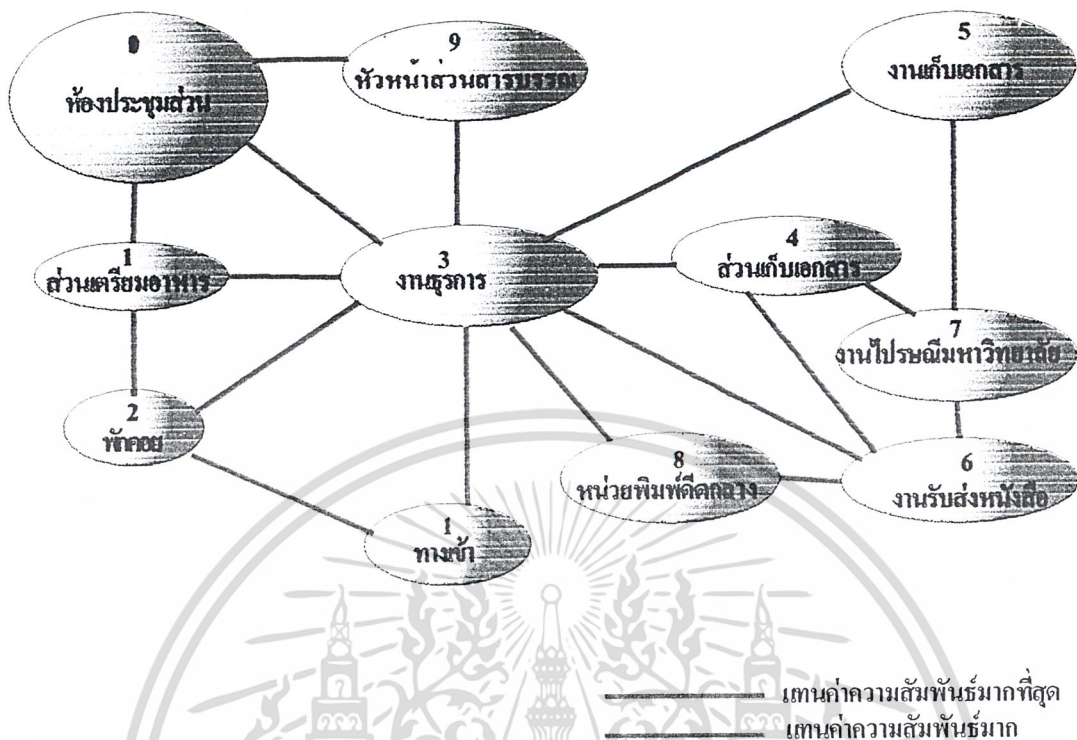 9
5
หัวหน้าส่วนสารบรรณ
งานเก็บเอกสาร
ห้องประชุมส่วน
1
ส่วนเตรียมอาหาร
3
งานธุรการ
4
ส่วนเก็บเอกสาร
7
งานไปรษณีมหาวิทยาลัย
2
พักคอย
8
หน่วยพิมพ์ดีดกลาง
6
งานรับส่งหนังสือ
1
ทางเข้า
แทนค่าความสัมพันธ์มากที่สุด
แทนค่าความสัมพันธ์มาก